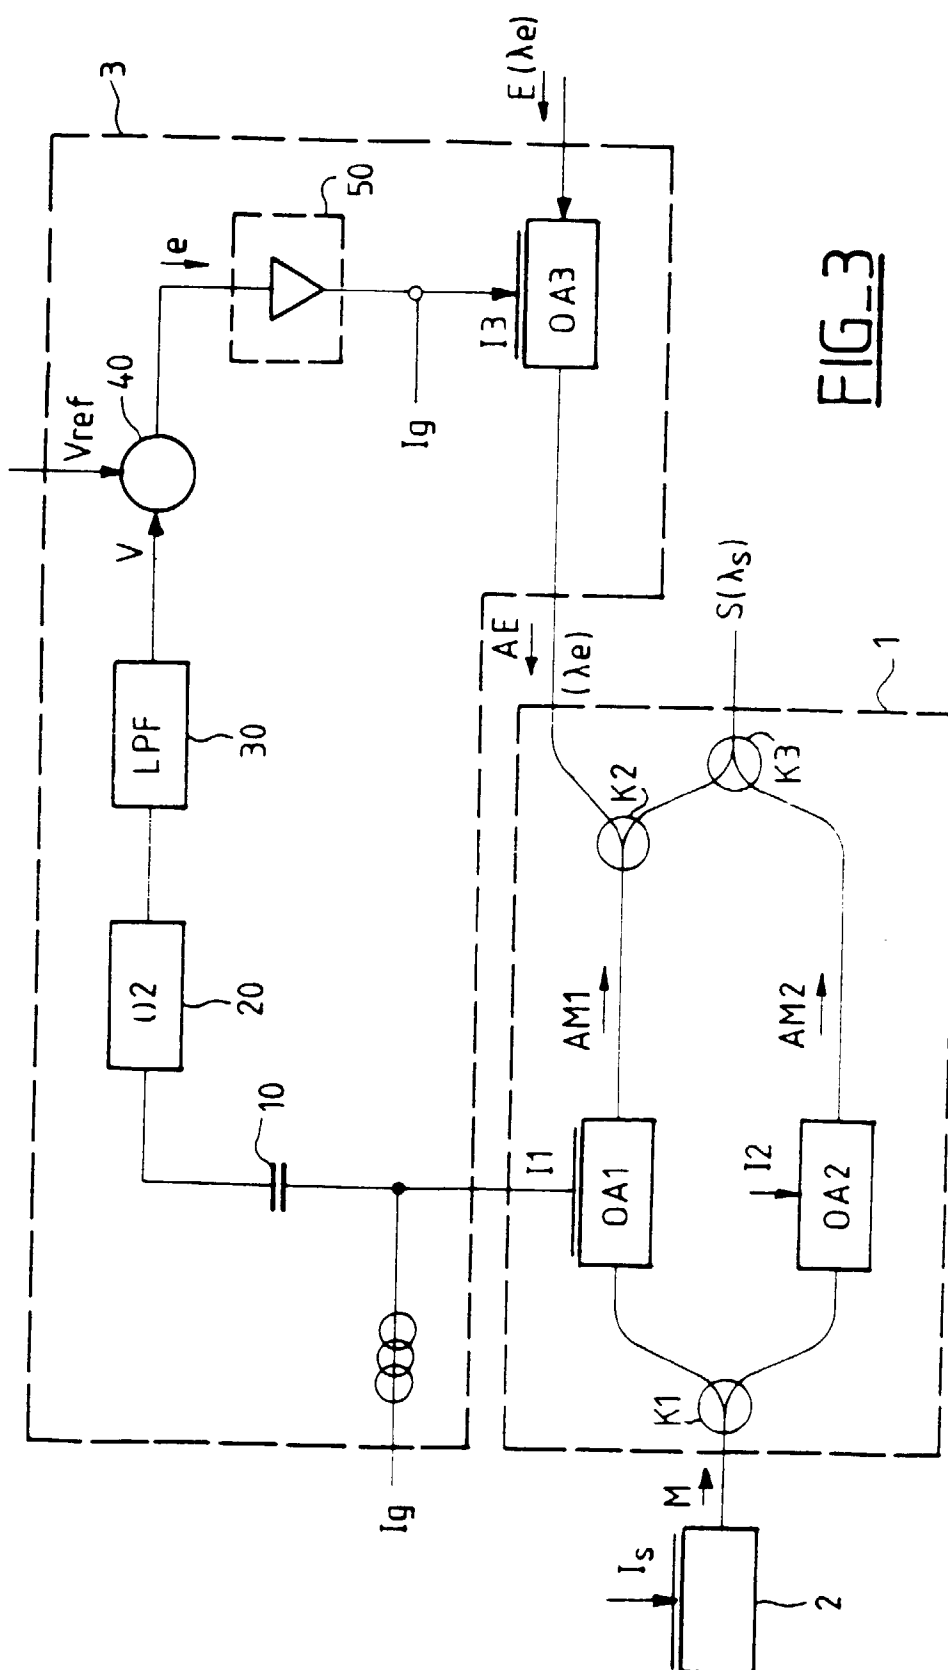 3
E(λe)
Vref
40
e
50
V
LPF
30
()2
20
10
I3
OA3
Ig
Ig
AE
(λe)
FIG_3
I1
OA1
AM1
K2
S(λs)
1
K3
I2
OA2
AM2
K1
M
Is
2